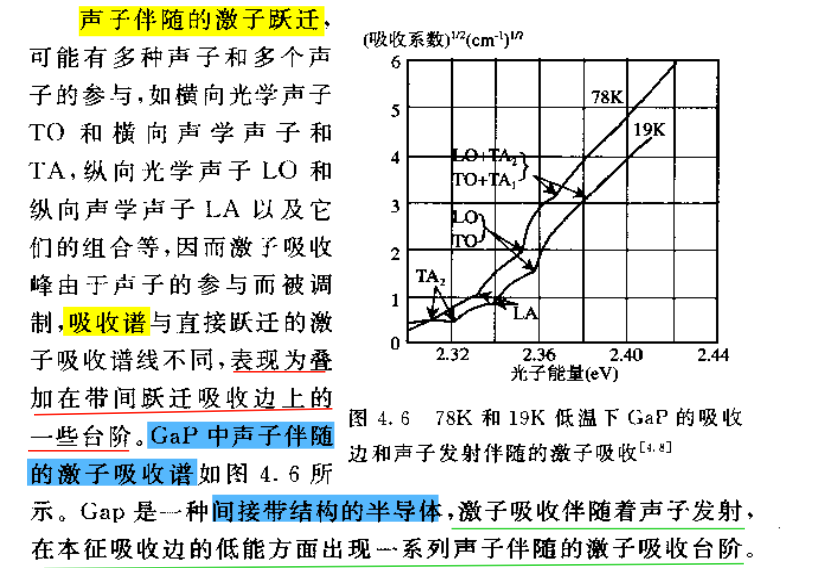 声子伴随的激子跃迁,
可能有多种声子和多个声
子的参与,如横向光学声子
TO 和横向声学声子和
TA,纵向光学声子 LO 和
纵向声学声子 LA 以及它
们的组合等,因而激子吸收
峰由于声子的参与而被调
制,吸收谱与直接跃迁的激
子吸收谱线不同,表现为叠
加在带间跃迁吸收边上的
一些台阶。GaP 中声子伴随
的激子吸收谱如图 4.6 所
(吸收系数)1/2(cm-1)1/2
6
5
4
3
2
1
0
78K
19K
LO+TA2
TO+TA1
LO
TO
TA2
LA
2.32 2.36 2.40 2.44
光子能量(eV)
图 4.6 78K 和 19K 低温下 GaP 的吸收
边和声子发射伴随的激子吸收[4.8]
示。Gap 是一种间接带结构的半导体,激子吸收伴随着声子发射,
在本征吸收边的低能方面出现一系列声子伴随的激子吸收台阶。